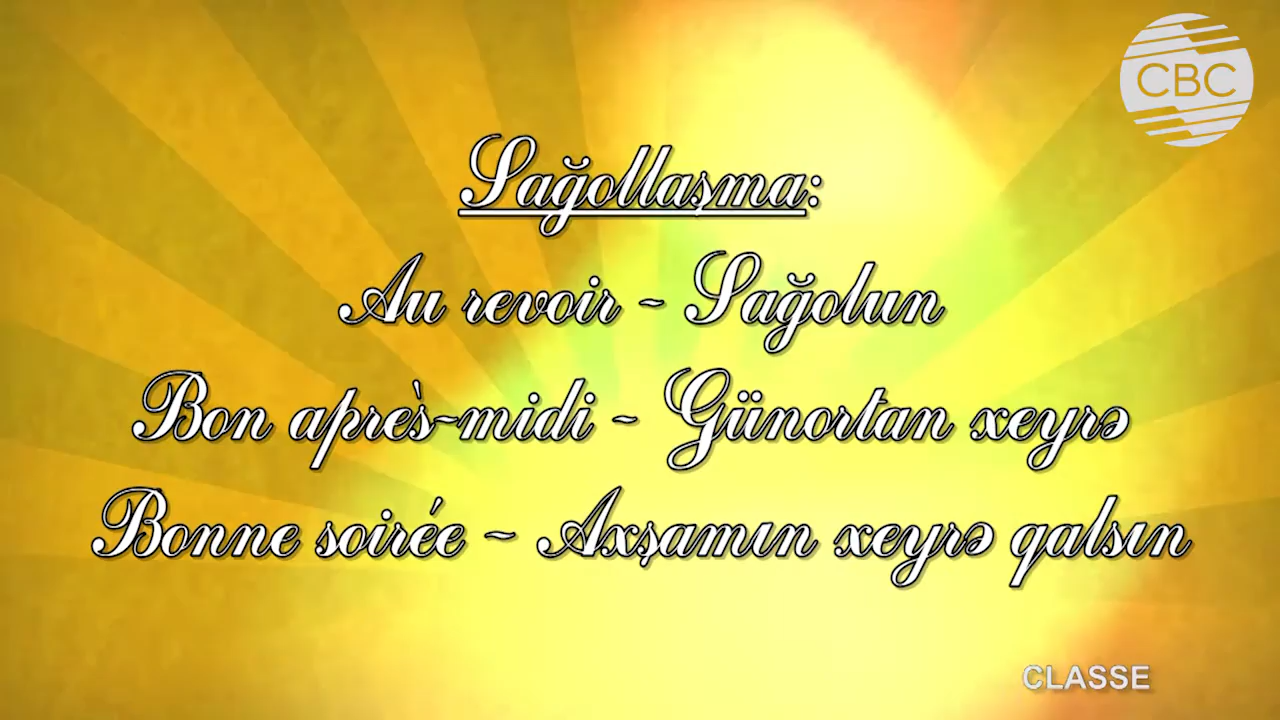 CBC
Sağollaşma:
Au revoir - Sağolun
Bon après-midi - Günortan xeyrə
Bonne soirée - Axşamın xeyrə qalsın
CLASSE